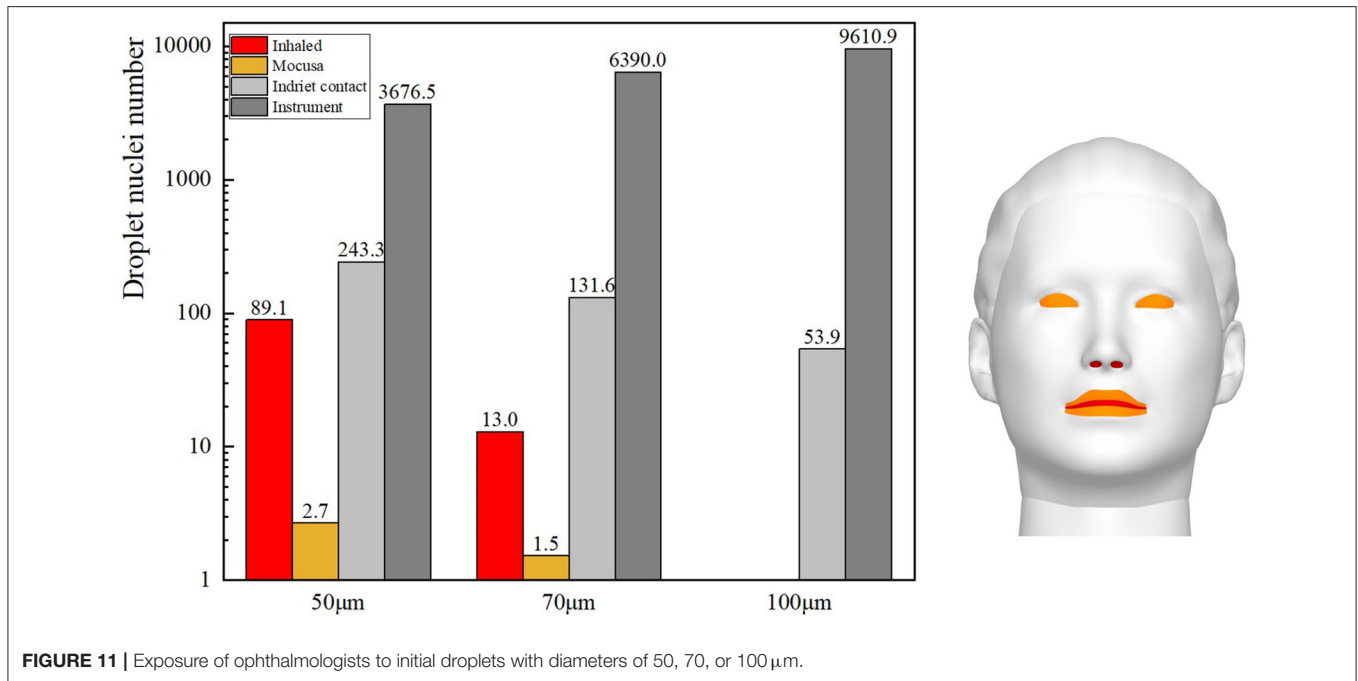 Droplet nuclei number
10000
1000
100
10
1
Inhaled
Mocusa
Indriet contact
Instrument
89.1
2.7
243.3
3676.5
13.0
1.5
131.6
6390.0
53.9
9610.9
50μm
70μm
100μm
FIGURE 11 | Exposure of ophthalmologists to initial droplets with diameters of 50, 70, or 100 μm.